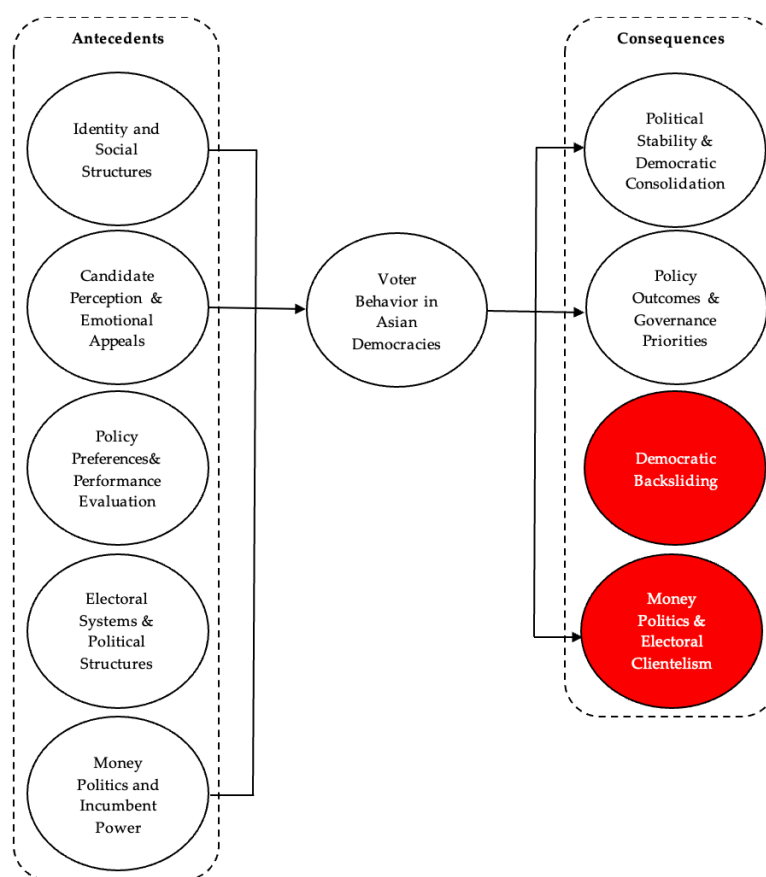 Antecedents
Identity and
Social
Structures
Candidate
Perception &
Emotional
Appeals
Policy
Preferences&
Performance
Evaluation
Electoral
Systems &
Political
Structures
Money
Politics and
Incumbent
Power
Voter
Behavior in
Asian
Democracies
Consequences
Political
Stability &
Democratic
Consolidation
Policy
Outcomes &
Governance
Priorities
Democratic
Backsliding
Money
Politics &
Electoral
Clientelism